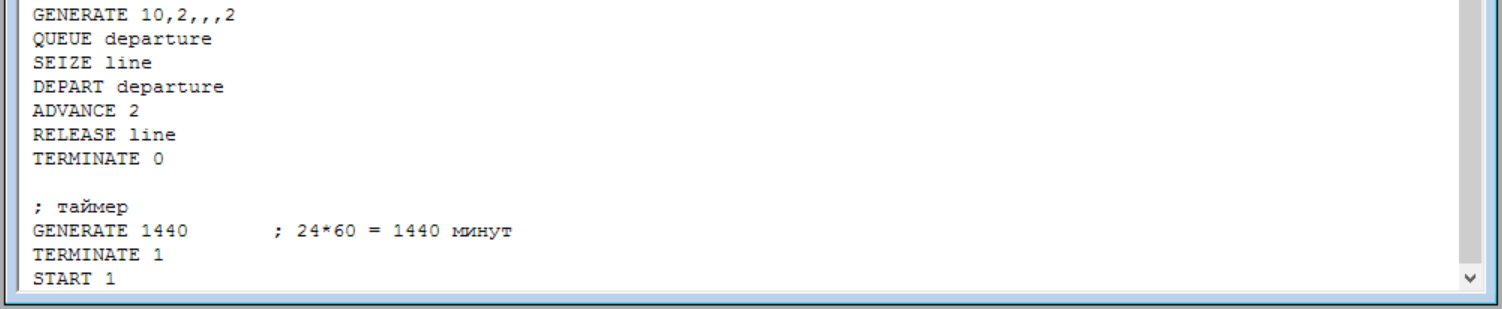 GENERATE 10,2,,,2
QUEUE departure
SEIZE line
DEPART departure
ADVANCE 2
RELEASE line
TERMINATE 0
; таймер
GENERATE 1440 ; 24*60 = 1440 минут
TERMINATE 1
START 1